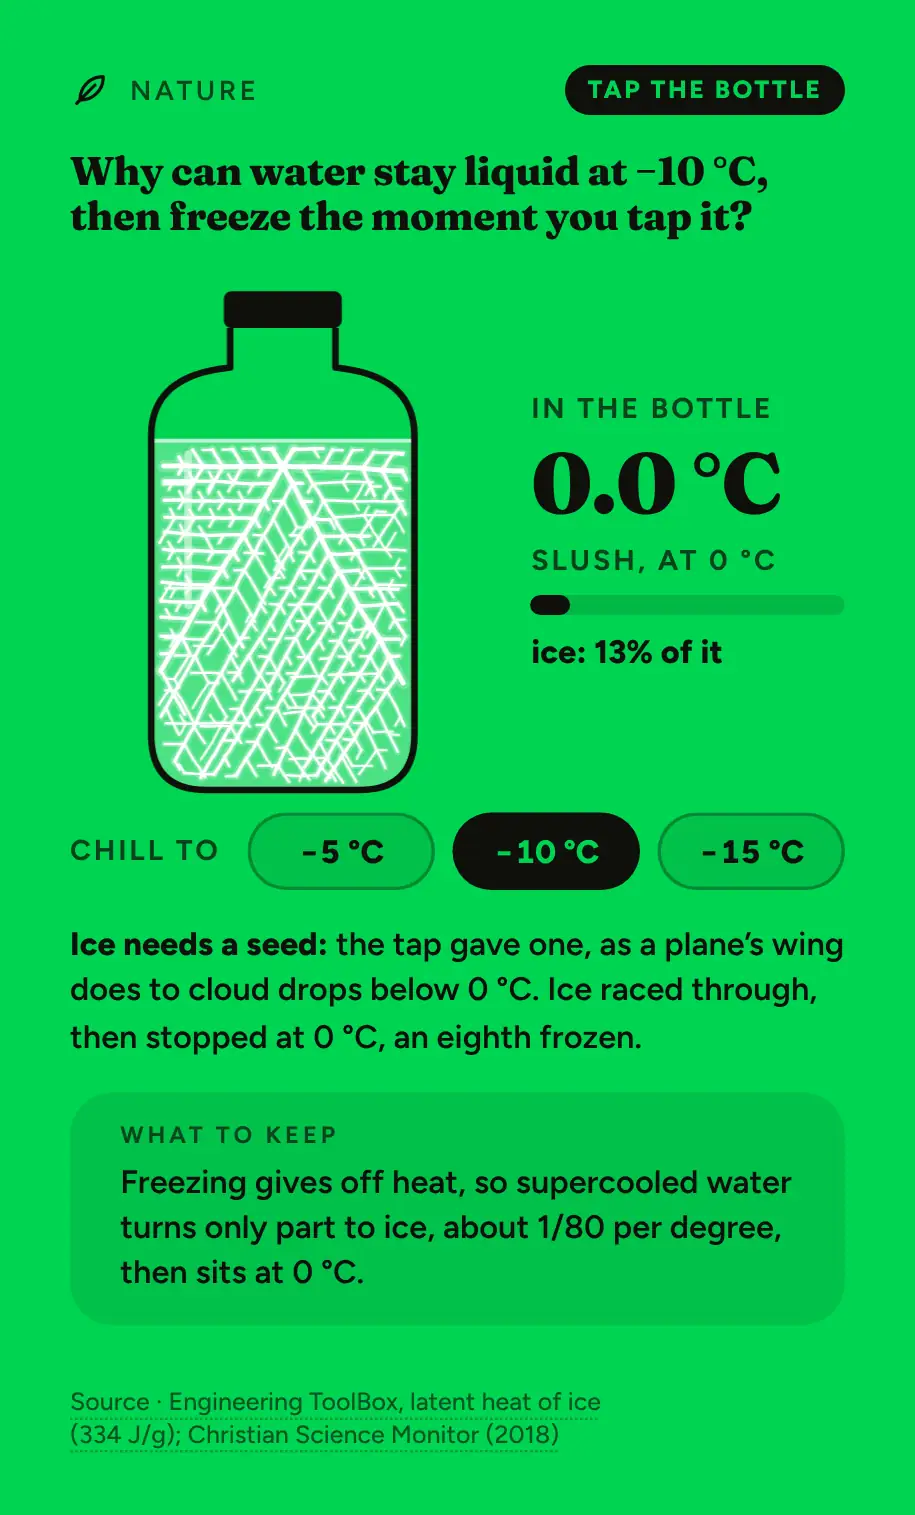 NATURE
TAP THE BOTTLE
Why can water stay liquid at −10 °C,
then freeze the moment you tap it?
IN THE BOTTLE
0.0 °C
SLUSH, AT 0 °C
ice: 13% of it
CHILL TO
−5 °C
−10 °C
−15 °C
Ice needs a seed: the tap gave one, as a plane’s wing
does to cloud drops below 0 °C. Ice raced through,
then stopped at 0 °C, an eighth frozen.
WHAT TO KEEP
Freezing gives off heat, so supercooled water
turns only part to ice, about 1/80 per degree,
then sits at 0 °C.
Source · Engineering ToolBox, latent heat of ice
(334 J/g); Christian Science Monitor (2018)